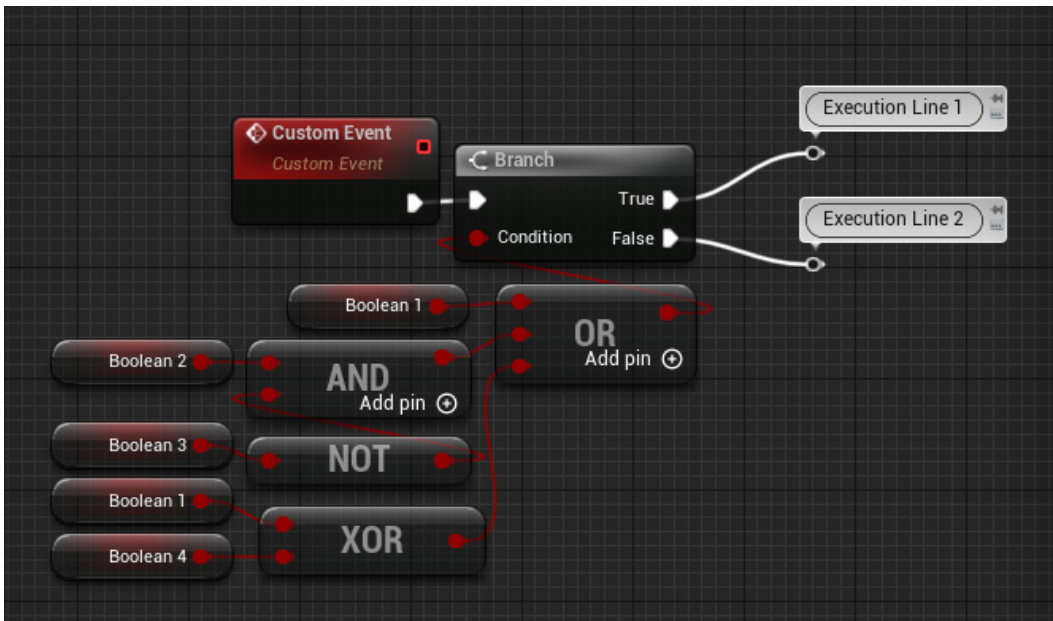 Execution Line 1
Custom Event
Custom Event
Branch
True
Execution Line 2
Condition
False
Boolean 1
OR
Add pin
Boolean 2
AND
Add pin
Boolean 3
NOT
Boolean 1
XOR
Boolean 4